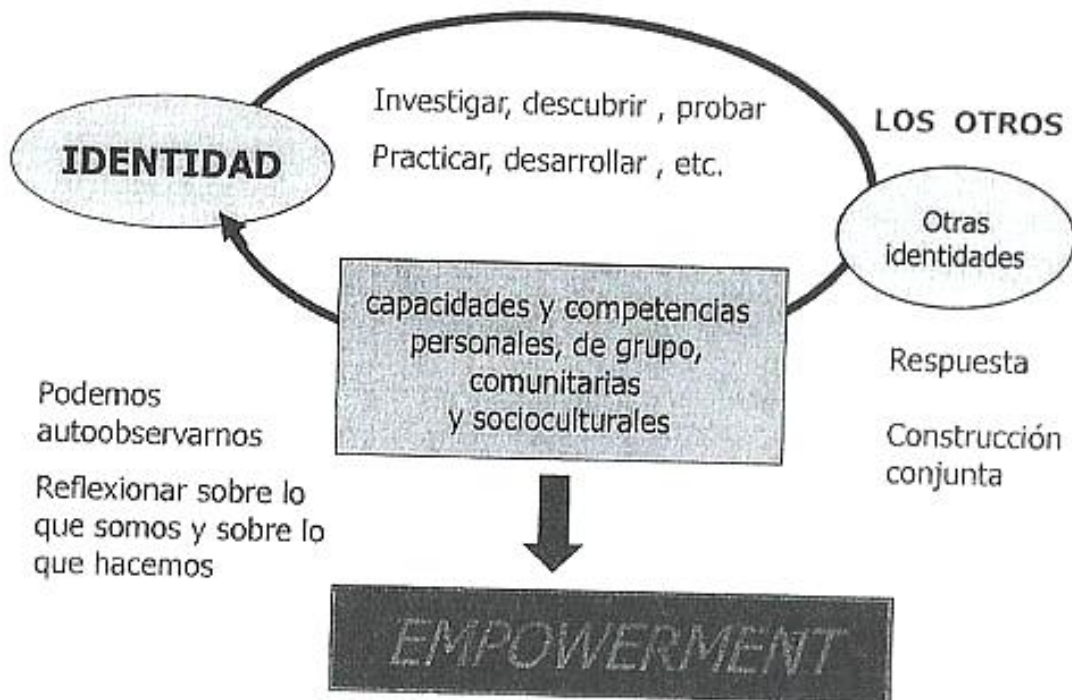 Investigar, descubrir , probar
Practicar, desarrollar , etc.
LOS OTROS
IDENTIDAD
Otras
identidades
capacidades y competencias
personales, de grupo,
comunitarias
y socioculturales
Respuesta
Construcción
conjunta
Podemos
autoobservarnos
Reflexionar sobre lo
que somos y sobre lo
que hacemos
EMPOWERMENT